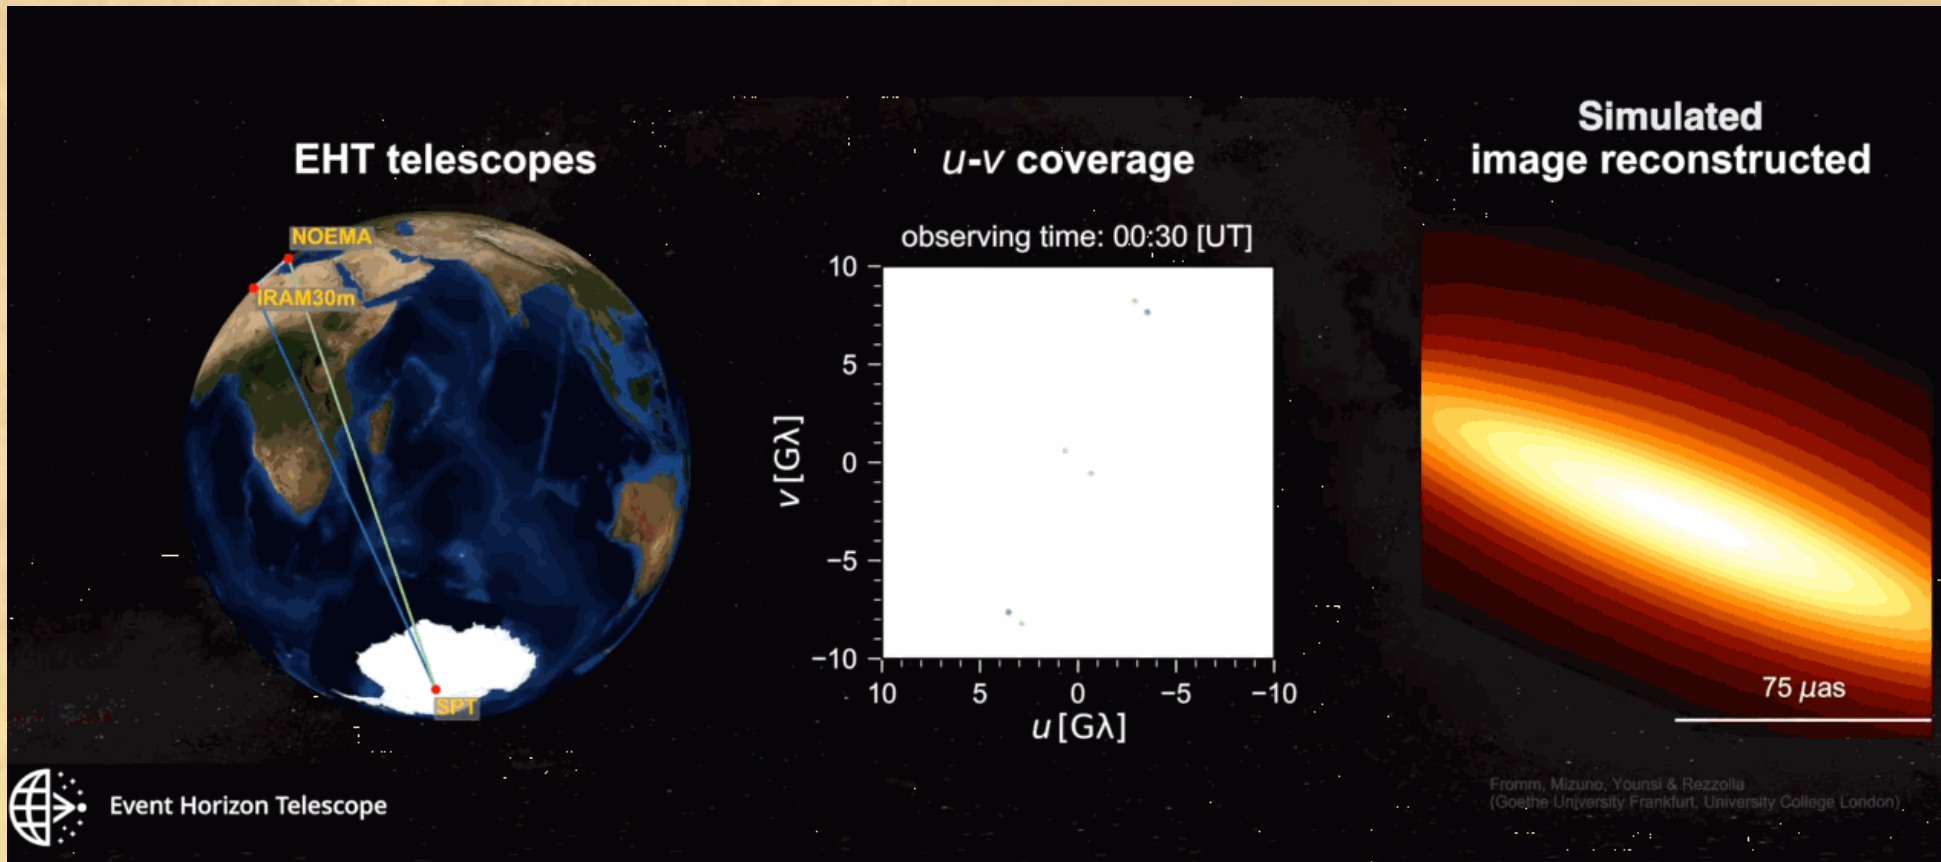 EHT telescopes
NOEMA
IRAM30m
SPT
u-v coverage
observing time: 00:30 [UT]
10
5
0
−5
−10
v [Gλ]
10 5 0 −5 −10
u [Gλ]
Simulated
image reconstructed
75 μas
Fromm, Mizuno, Younsi & Rezzolla
(Goethe University Frankfurt, University College London)
Event Horizon Telescope